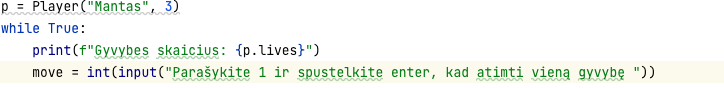 p = Player("Mantas", 3)
while True:
    print(f"Gyvybes skaicius: {p.lives}")
    move = int(input("Parašykite 1 ir spustelkite enter, kad atimti vieną gyvybę "))